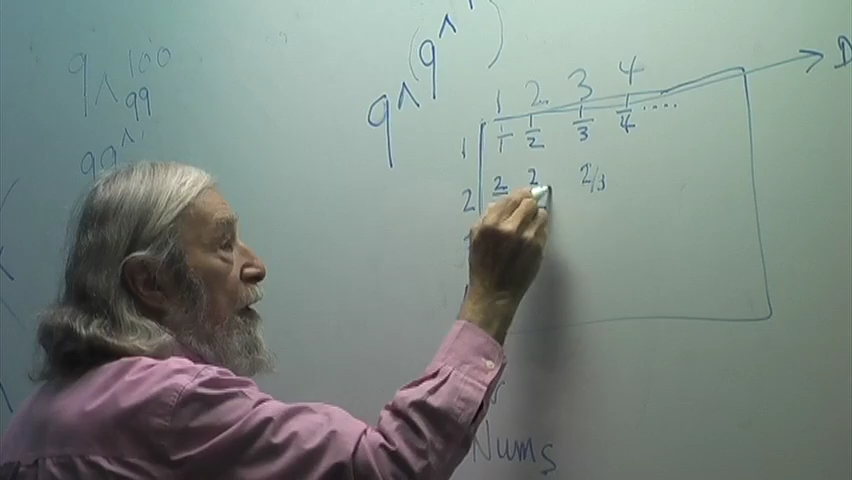 9^100
99
99^
9^(9^
1 2 3 4
D
1 1/1 1/2 1/3 1/4 ....
2 2 2 2/3
Nums